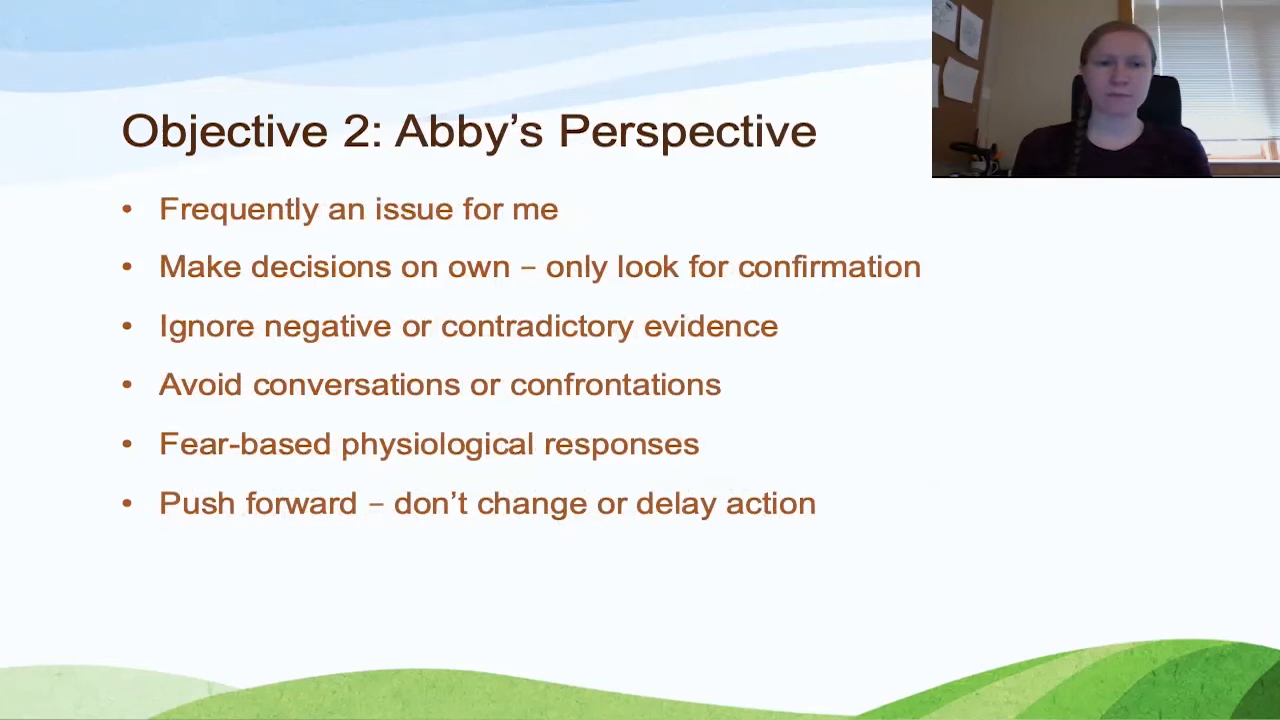 Objective 2: Abby’s Perspective
• Frequently an issue for me
• Make decisions on own – only look for confirmation
• Ignore negative or contradictory evidence
• Avoid conversations or confrontations
• Fear-based physiological responses
• Push forward – don’t change or delay action